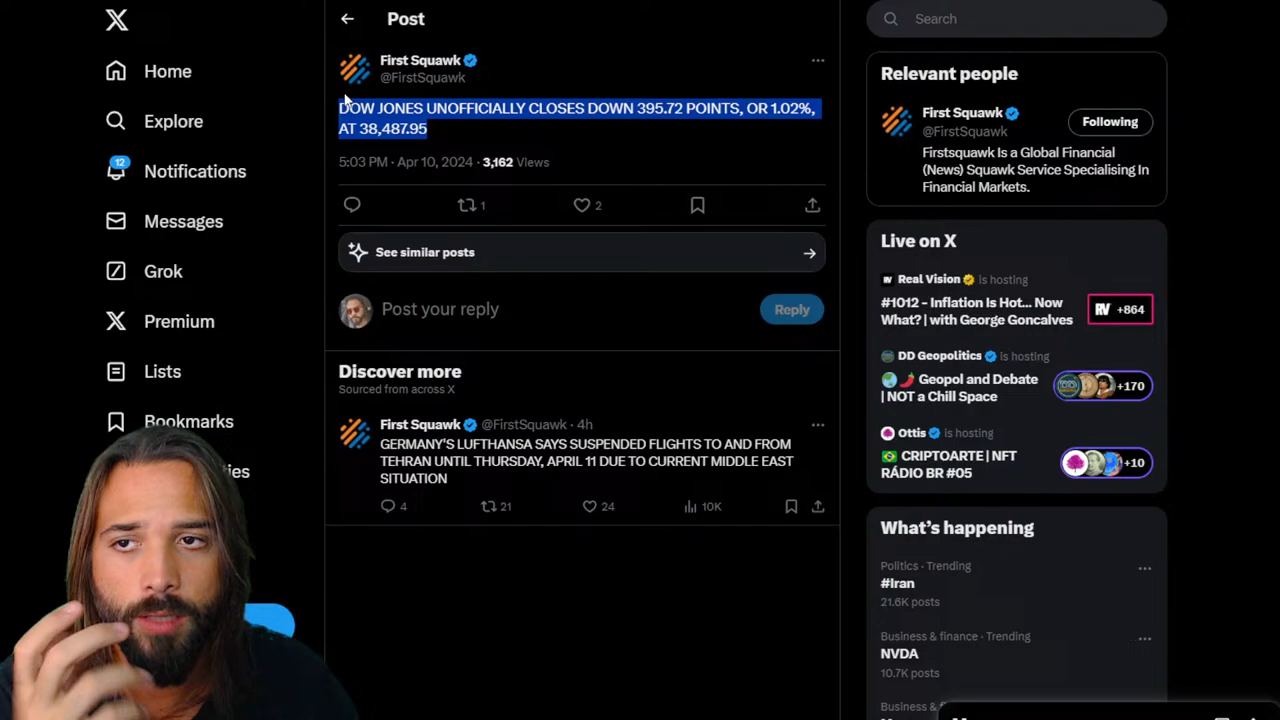 Post
Search
Home
Explore
12
Notifications
Messages
Grok
Premium
Lists
Bookmarks
First Squawk
@FirstSquawk
DOW JONES UNOFFICIALLY CLOSES DOWN 395.72 POINTS, OR 1.02%,
AT 38,487.95
5:03 PM · Apr 10, 2024 · 3,162 Views
1
2
See similar posts
Post your reply
Reply
Discover more
Sourced from across X
First Squawk @FirstSquawk · 4h
GERMANY'S LUFTHANSA SAYS SUSPENDED FLIGHTS TO AND FROM
TEHRAN UNTIL THURSDAY, APRIL 11 DUE TO CURRENT MIDDLE EAST
SITUATION
4
21
24
10K
Relevant people
First Squawk
@FirstSquawk
Following
Firstsquawk Is a Global Financial
(News) Squawk Service Specialising In
Financial Markets.
Live on X
Real Vision is hosting
#1012 - Inflation Is Hot... Now
What? | with George Goncalves
RV +864
DD Geopolitics is hosting
🌏🌶️ Geopol and Debate
| NOT a Chill Space
+170
Ottis is hosting
🇧🇷 CRIPTOARTE | NFT
RÁDIO BR #05
+10
What's happening
Politics · Trending
#Iran
21.6K posts
Business & finance · Trending
NVDA
10.7K posts